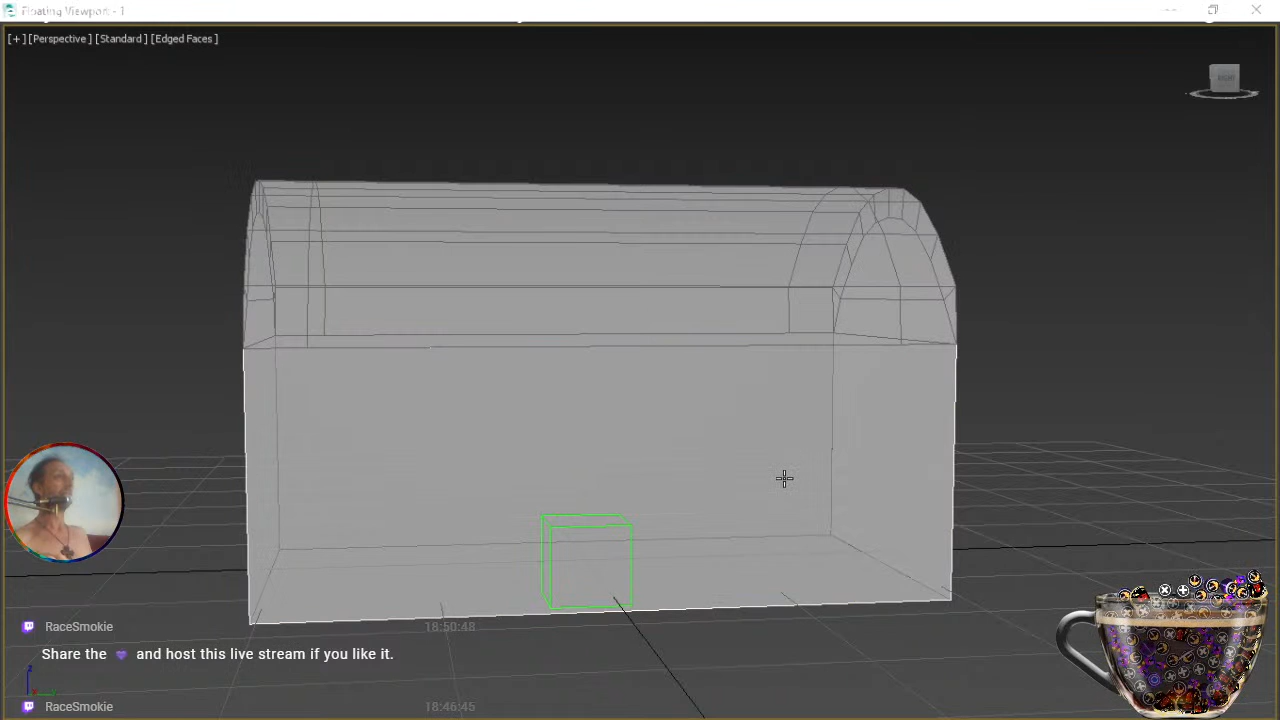 Floating Viewport - 1
[+] [Perspective] [Standard] [Edged Faces]
RaceSmokie
18:50:48
Share the 💜 and host this live stream if you like it.
RaceSmokie
18:46:45